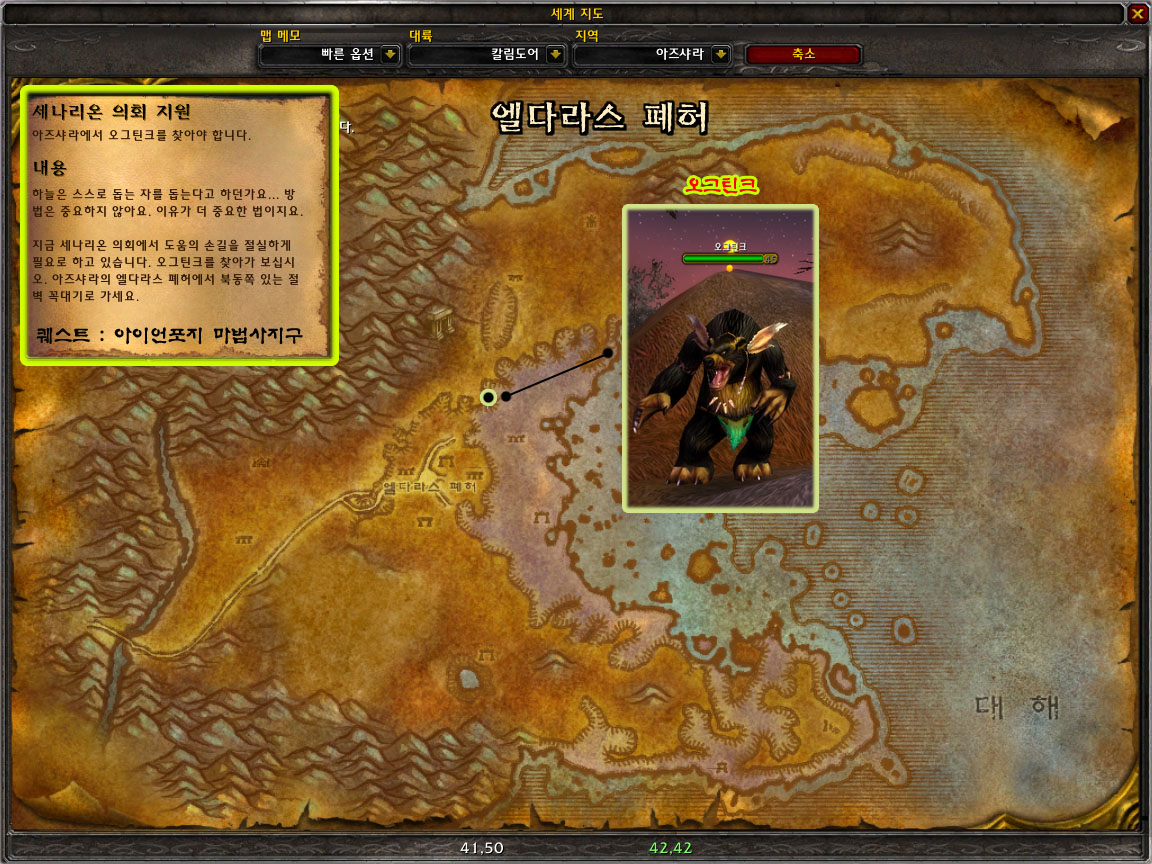 세계 지도
맵 메모
대륙
지역
빠른 옵션
칼림도어
아즈샤라
축소
세나리온 의회 지원
아즈샤라에서 오그틴크를 찾아야 합니다.
다.
내용
하늘은 스스로 돕는 자를 돕는다고 하던가요... 방
법은 중요하지 않아요. 이유가 더 중요한 법이지요.
지금 세나리온 의회에서 도움의 손길을 절실하게
필요로 하고 있습니다. 오그틴크를 찾아가 보십시
오. 아즈샤라의 엘다라스 폐허에서 북동쪽 있는 절
벽 꼭대기로 가세요.
퀘스트 : 아이언포지 마법사지구
엘다라스 폐허
오그틴크
오그틴크
엘다라스 폐허
대 해
41,50
42,42